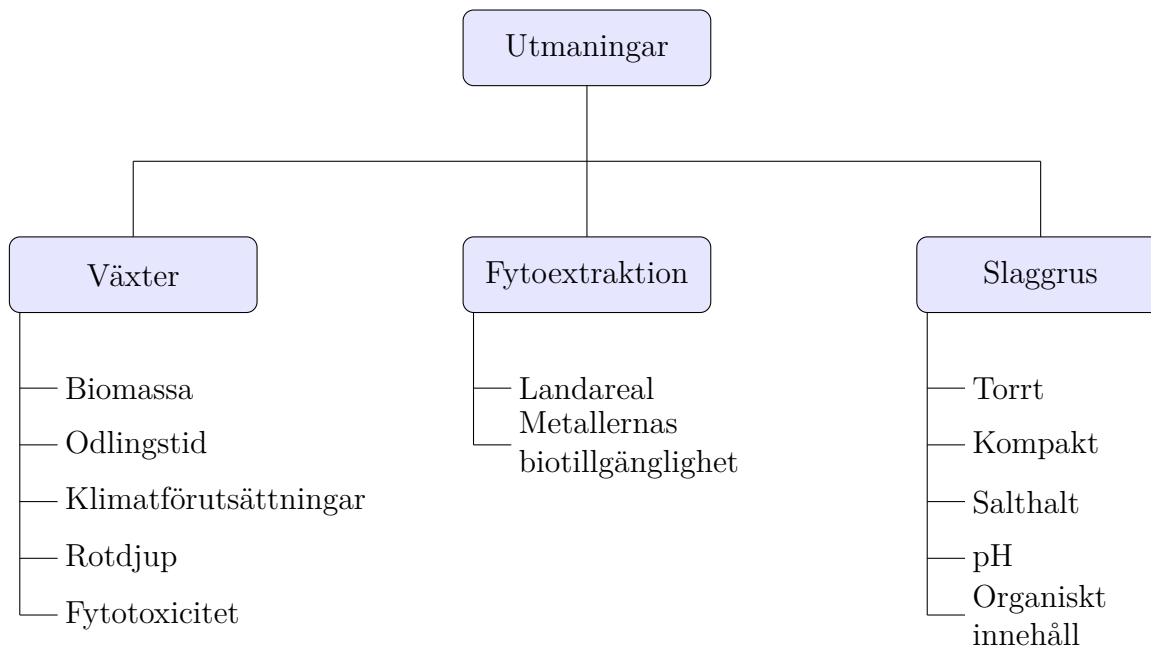 Utmaningar
Växter
Fytoextraktion
Slaggrus
Biomassa
Odlingstid
Klimatförutsättningar
Rotdjup
Fytotoxicitet
Landareal
Metallernas
biotillgänglighet
Torrt
Kompakt
Salthalt
pH
Organiskt
innehåll